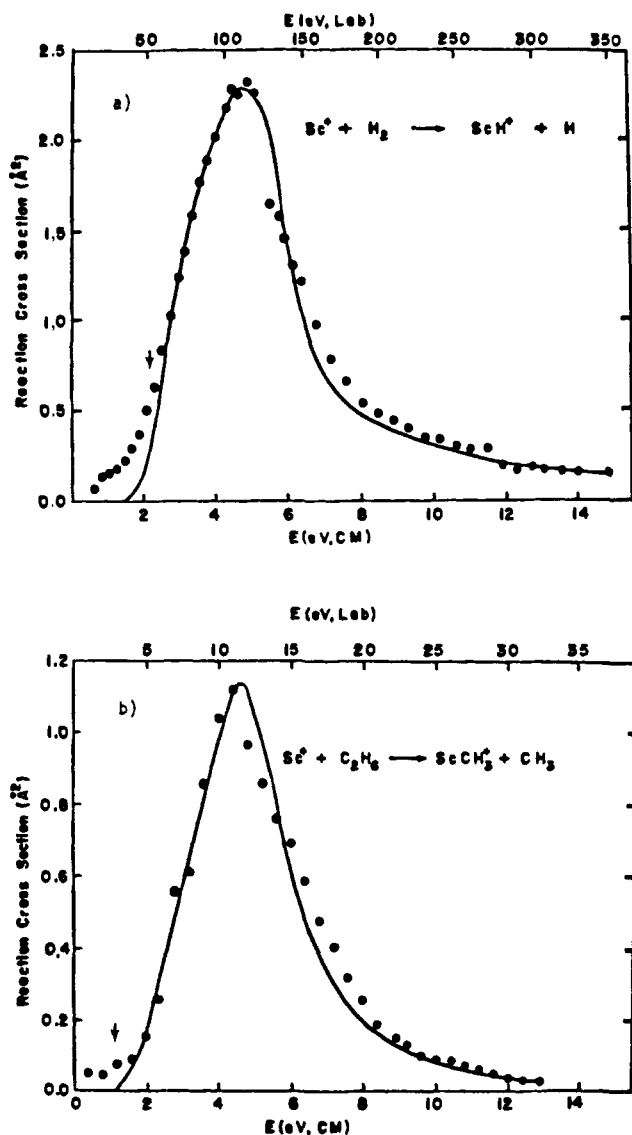 E(eV, Lab)
0 50 100 150 200 250 300 350
2.5
2.0
1.5
1.0
0.5
0.0
Reaction Cross Section (Å²)
a)
Sc⁺ + H₂ ⟶ ScH⁺ + H
2 4 6 8 10 12 14
E(eV, CM)
E(eV, Lab)
0 5 10 15 20 25 30
1.2
1.0
0.8
0.6
0.4
0.2
0.0
Reaction Cross Section (Å²)
b)
Sc⁺ + C₂H₆ ⟶ ScCH₃⁺ + CH₃
0 2 4 6 8 10 12 14
E(eV, CM)